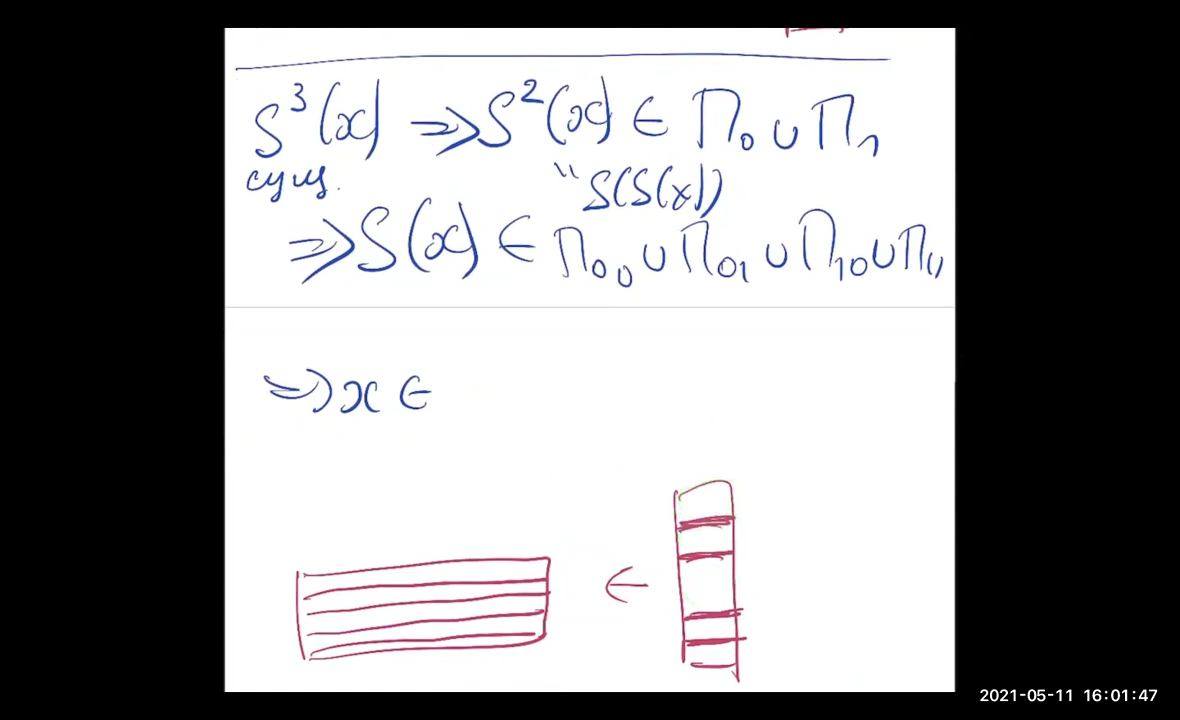 S³(x) ⇒ S²(x) ∈ Π₀ ∪ Π₁
сущ. " S(S(x))
⇒ S(x) ∈ Π₀₀ ∪ Π₀₁ ∪ Π₁₀ ∪ Π₁₁
⇒ x ∈
∈
2021-05-11 16:01:47